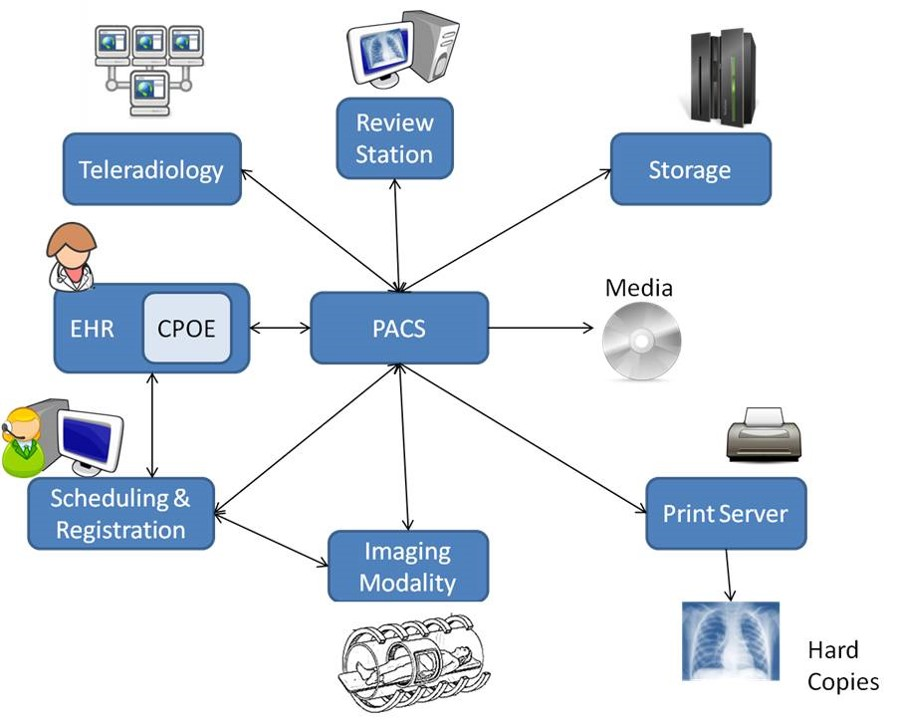 Review
Station
Teleradiology
Storage
Media
EHR
CPOE
PACS
Scheduling &
Registration
Print Server
Imaging
Modality
Hard
Copies